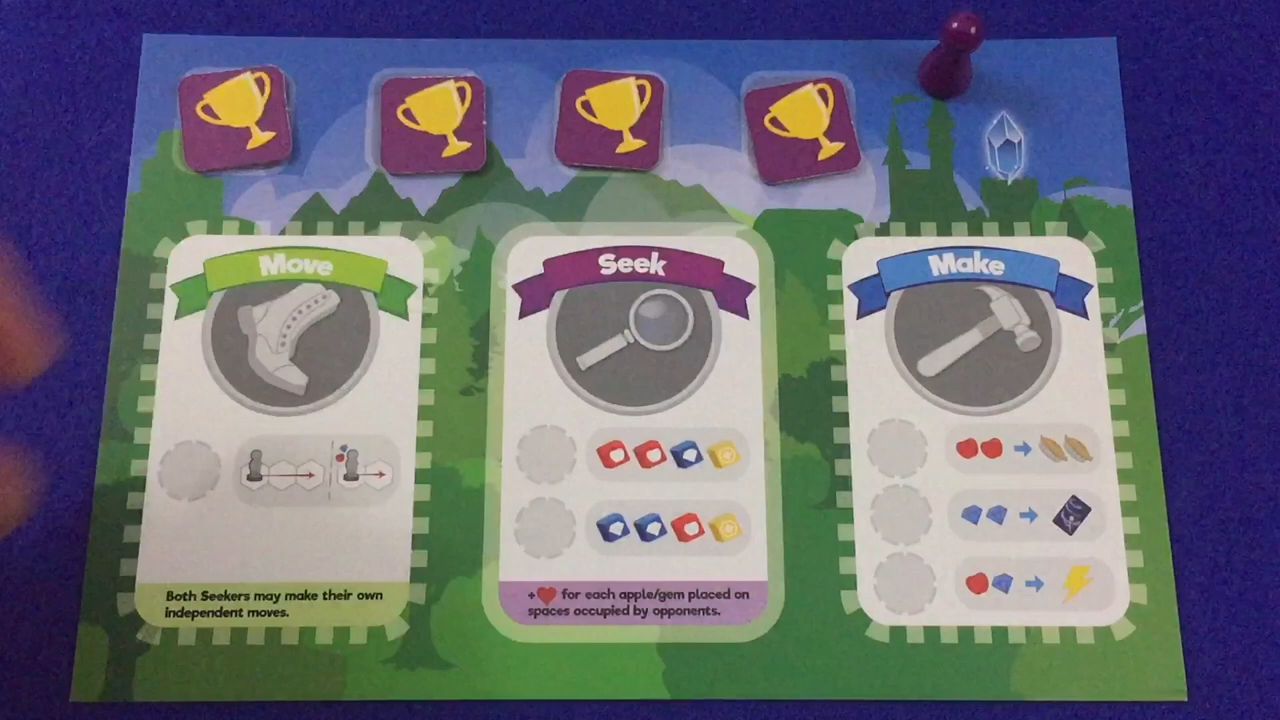 Move
Seek
Make
Both Seekers may make their own
independent moves.
+ for each apple/gem placed on
spaces occupied by opponents.